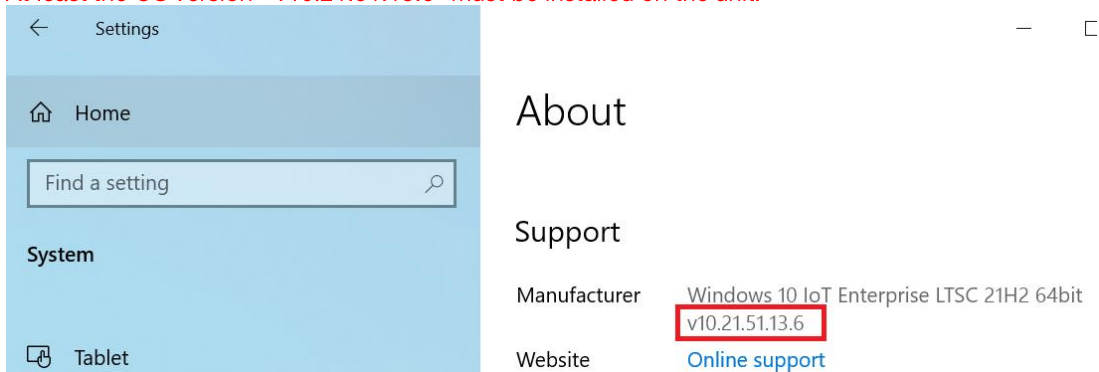 Settings
Home
About
Find a setting
Support
System
Manufacturer Windows 10 IoT Enterprise LTSC 21H2 64bit
v10.21.51.13.6
Tablet
Website Online support